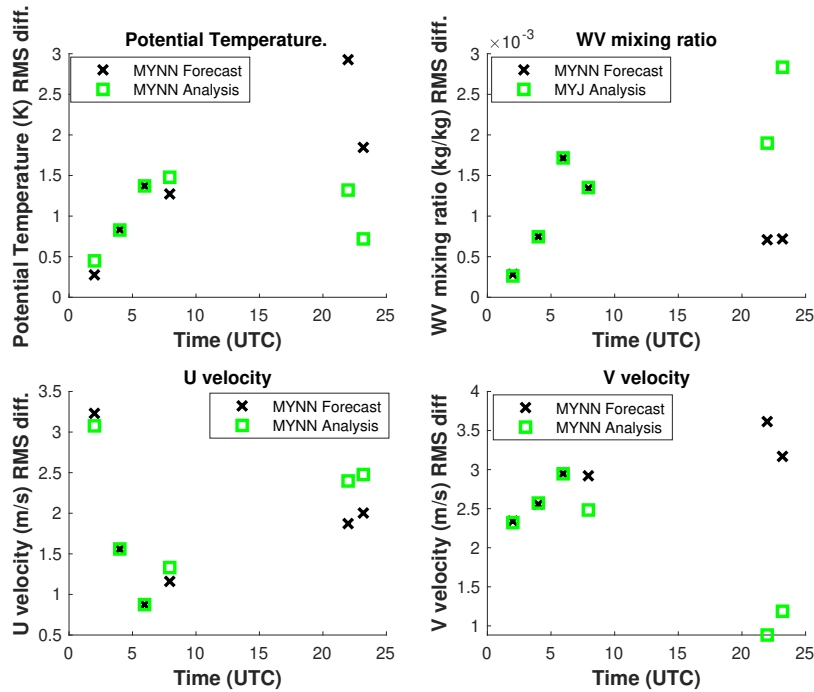 Potential Temperature.
MYNN Forecast
MYNN Analysis
Potential Temperature (K) RMS diff.
3
2.5
2
1.5
1
0.5
0
0 5 10 15 20 25
Time (UTC)
×10-3
WV mixing ratio
MYNN Forecast
MYJ Analysis
WV mixing ratio (kg/kg) RMS diff.
3
2.5
2
1.5
1
0.5
0
0 5 10 15 20 25
Time (UTC)
U velocity
MYNN Forecast
MYNN Analysis
U velocity (m/s) RMS diff.
3.5
3
2.5
2
1.5
1
0.5
0 5 10 15 20 25
Time (UTC)
V velocity
MYNN Forecast
MYNN Analysis
V velocity (m/s) RMS diff
4
3.5
3
2.5
2
1.5
1
0 5 10 15 20 25
Time (UTC)